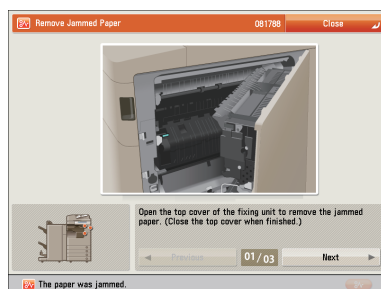 Remove Jammed Paper 081788 Close
Open the top cover of the fixing unit to remove the jammed
paper. (Close the top cover when finished.)
Previous 01/03 Next
The paper was jammed.